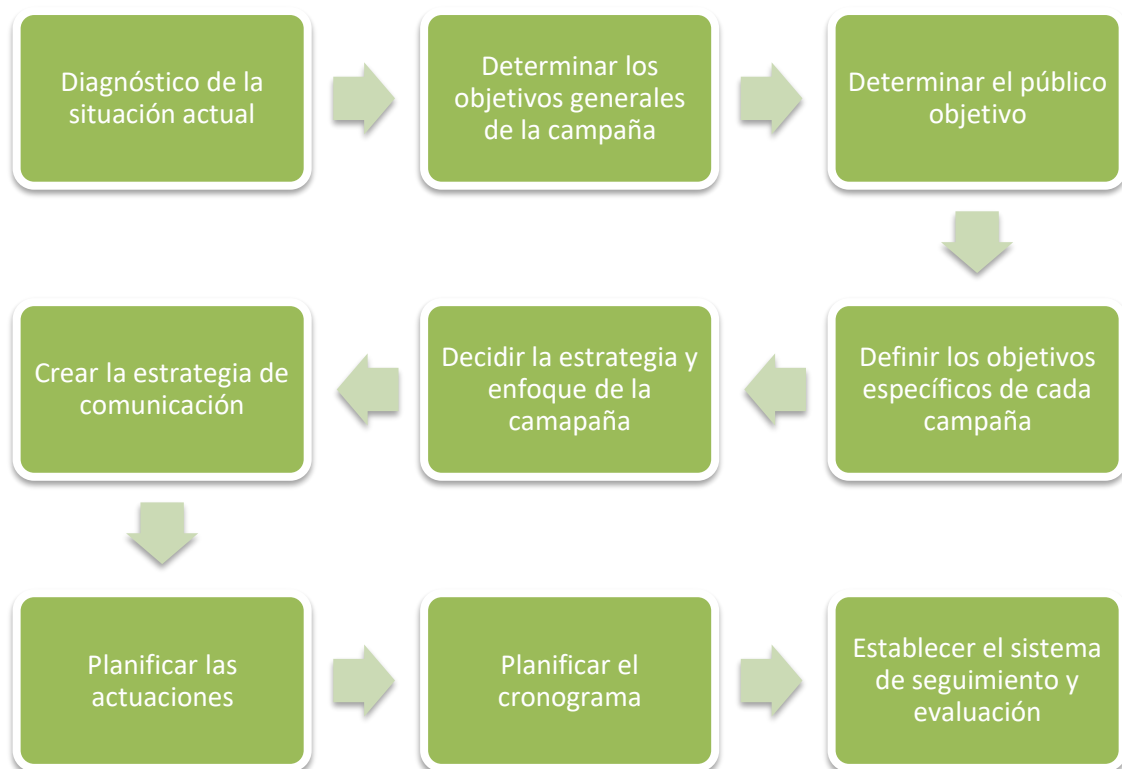 Diagnóstico de la
situación actual
Determinar los
objetivos generales
de la campaña
Determinar el público
objetivo
Definir los objetivos
específicos de cada
campaña
Decidir la estrategia y
enfoque de la
camapaña
Crear la estrategia de
comunicación
Planificar las
actuaciones
Planificar el
cronograma
Establecer el sistema
de seguimiento y
evaluación